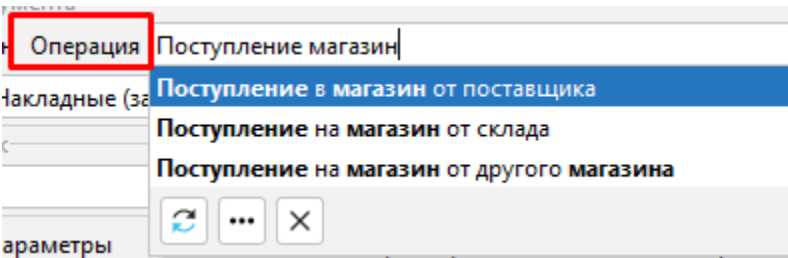 Операция Поступление магазин
Поступление в магазин от поставщика
Накладные (за
Поступление на магазин от склада
Поступление на магазин от другого магазина
араметры